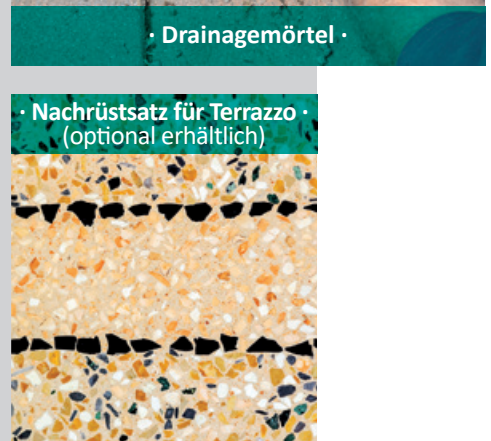 · Drainagemörtel ·
· Nachrüstsatz für Terrazzo ·
(optional erhältlich)